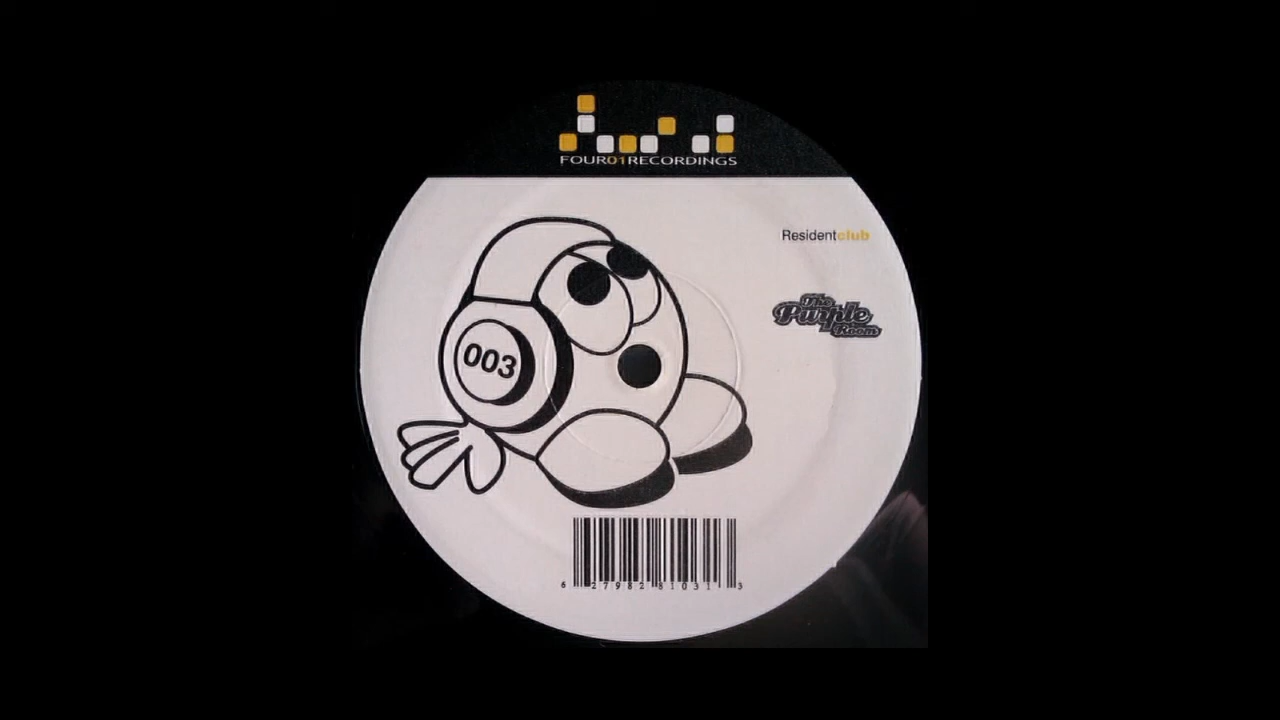 FOUR01RECORDINGS
Residentclub
The
Purple
Room
003
6 27982 81031 3